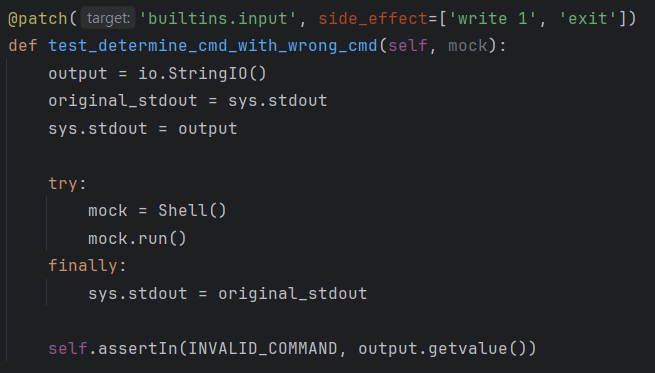 @patch(target: 'builtins.input', side_effect=['write 1', 'exit'])
def test_determine_cmd_with_wrong_cmd(self, mock):
    output = io.StringIO()
    original_stdout = sys.stdout
    sys.stdout = output

    try:
        mock = Shell()
        mock.run()
    finally:
        sys.stdout = original_stdout

    self.assertIn(INVALID_COMMAND, output.getvalue())